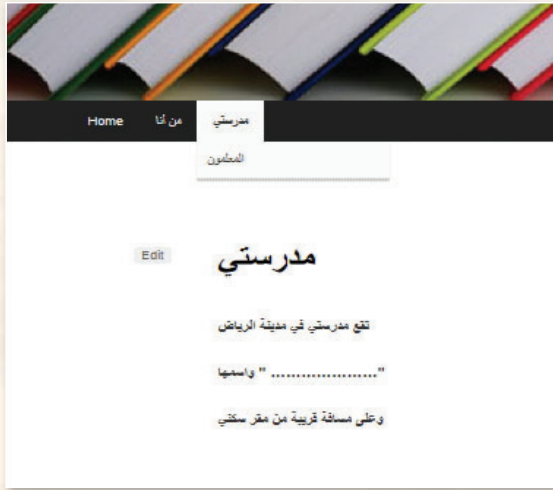 Home من أنا مدرستي
المعلمون
Edit
مدرستي
تقع مدرستي في مدينة الرياض
واسمها " ..................... "
وعلى مسافة قريبة من مقر سكني